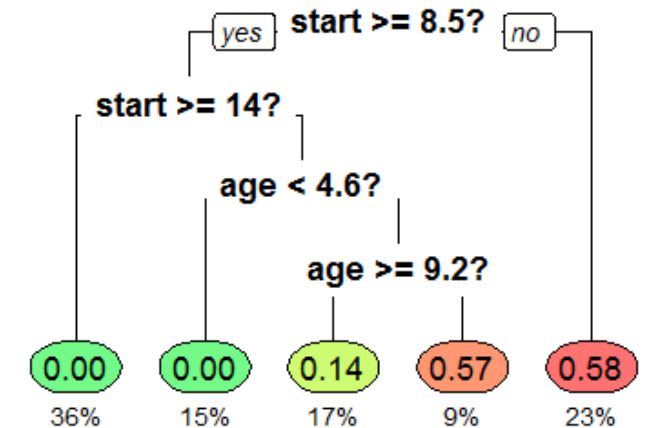 yes start >= 8.5? no
start >= 14?
age < 4.6?
age >= 9.2?
0.00 0.00 0.14 0.57 0.58
36% 15% 17% 9% 23%